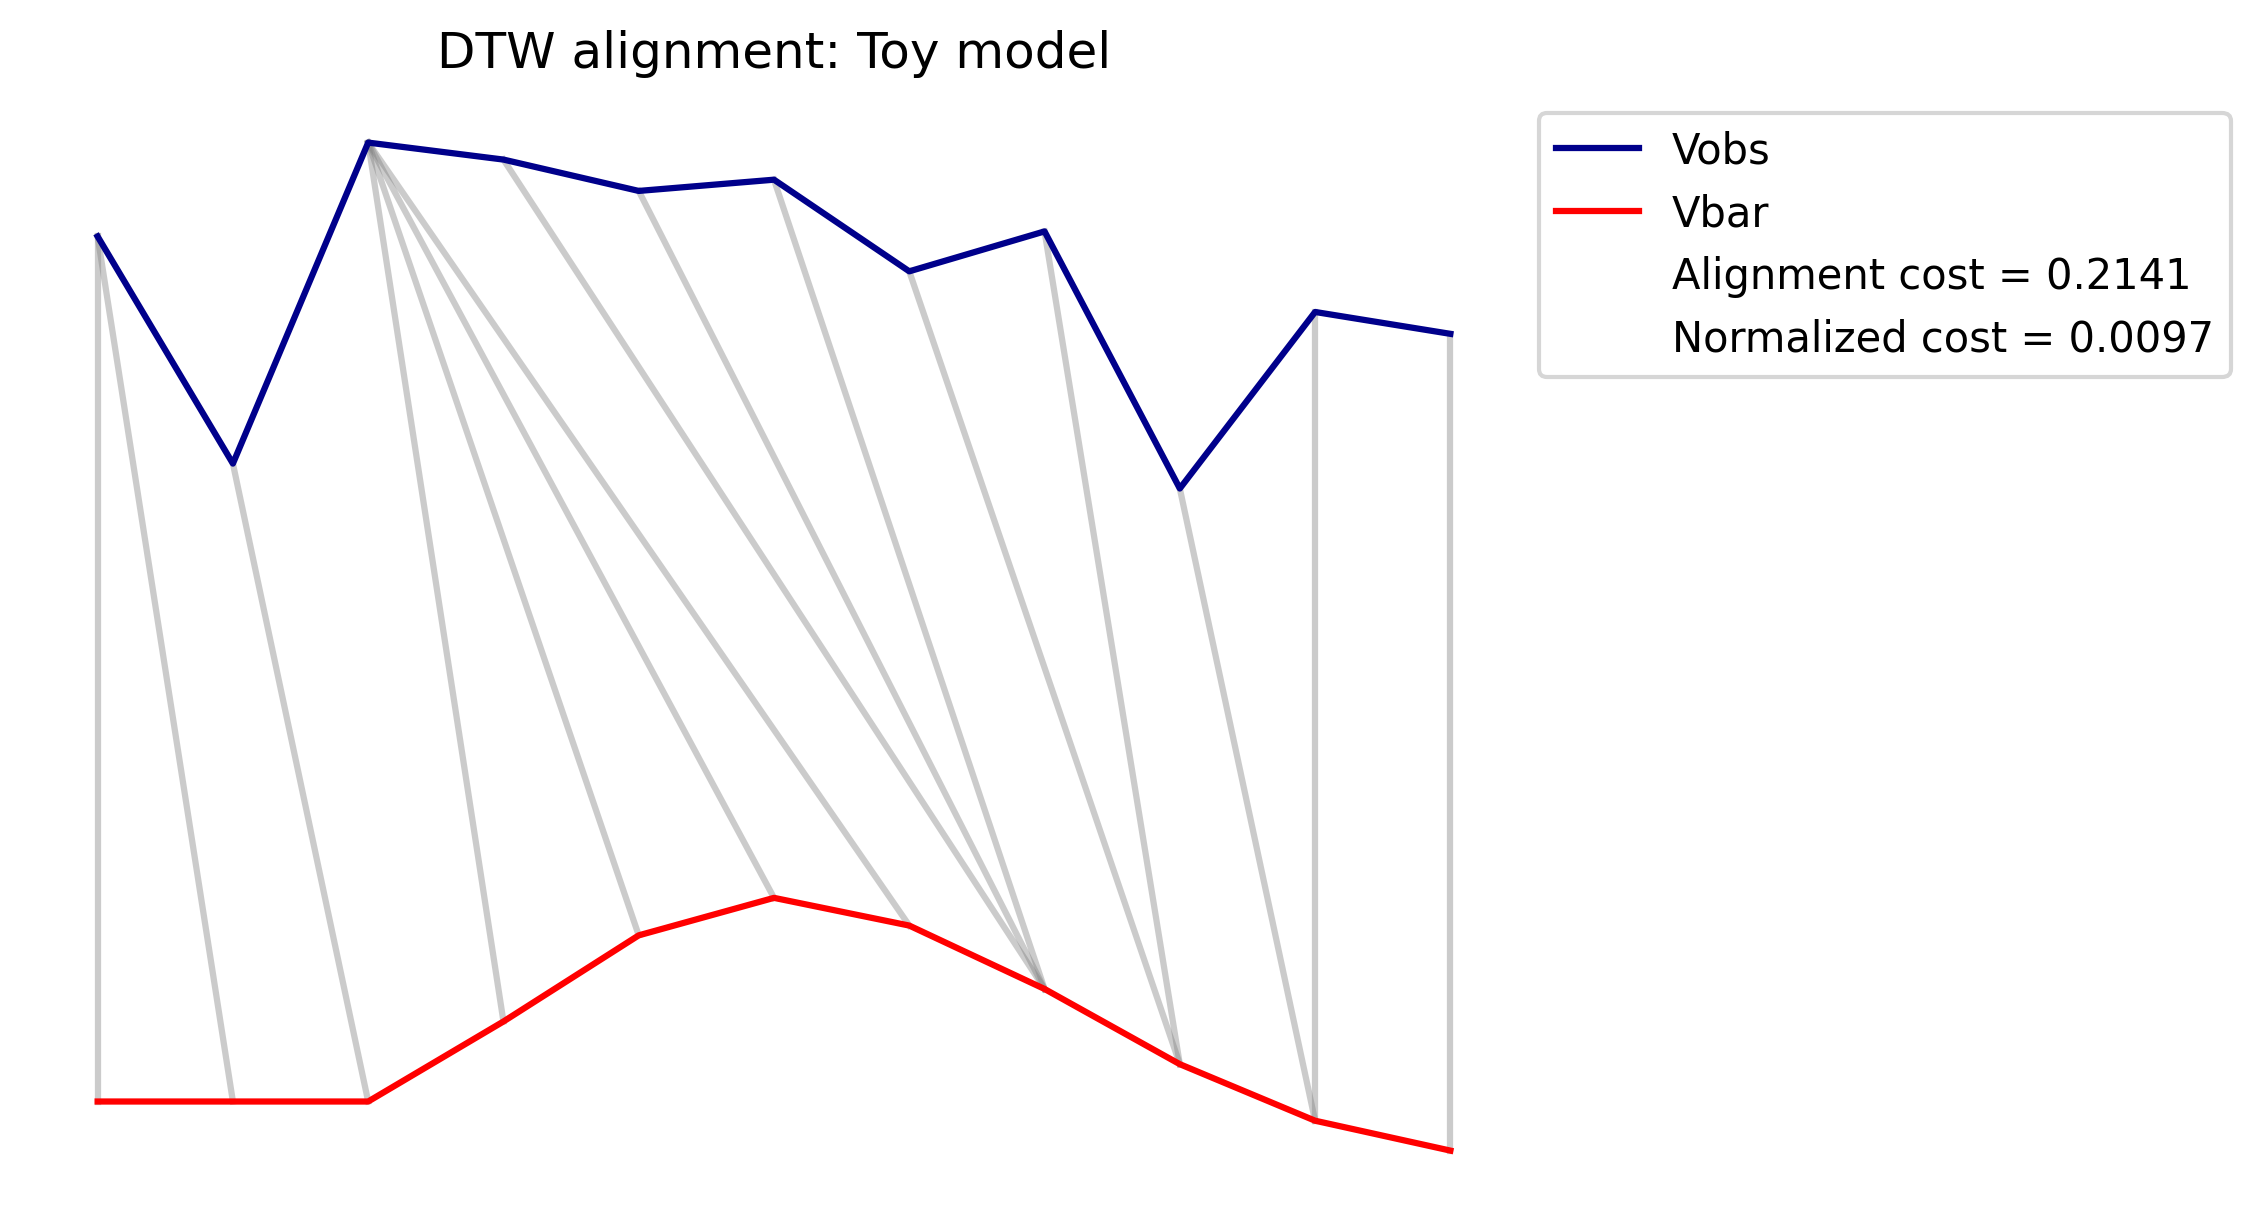 DTW alignment: Toy model
Vobs
Vbar
Alignment cost = 0.2141
Normalized cost = 0.0097